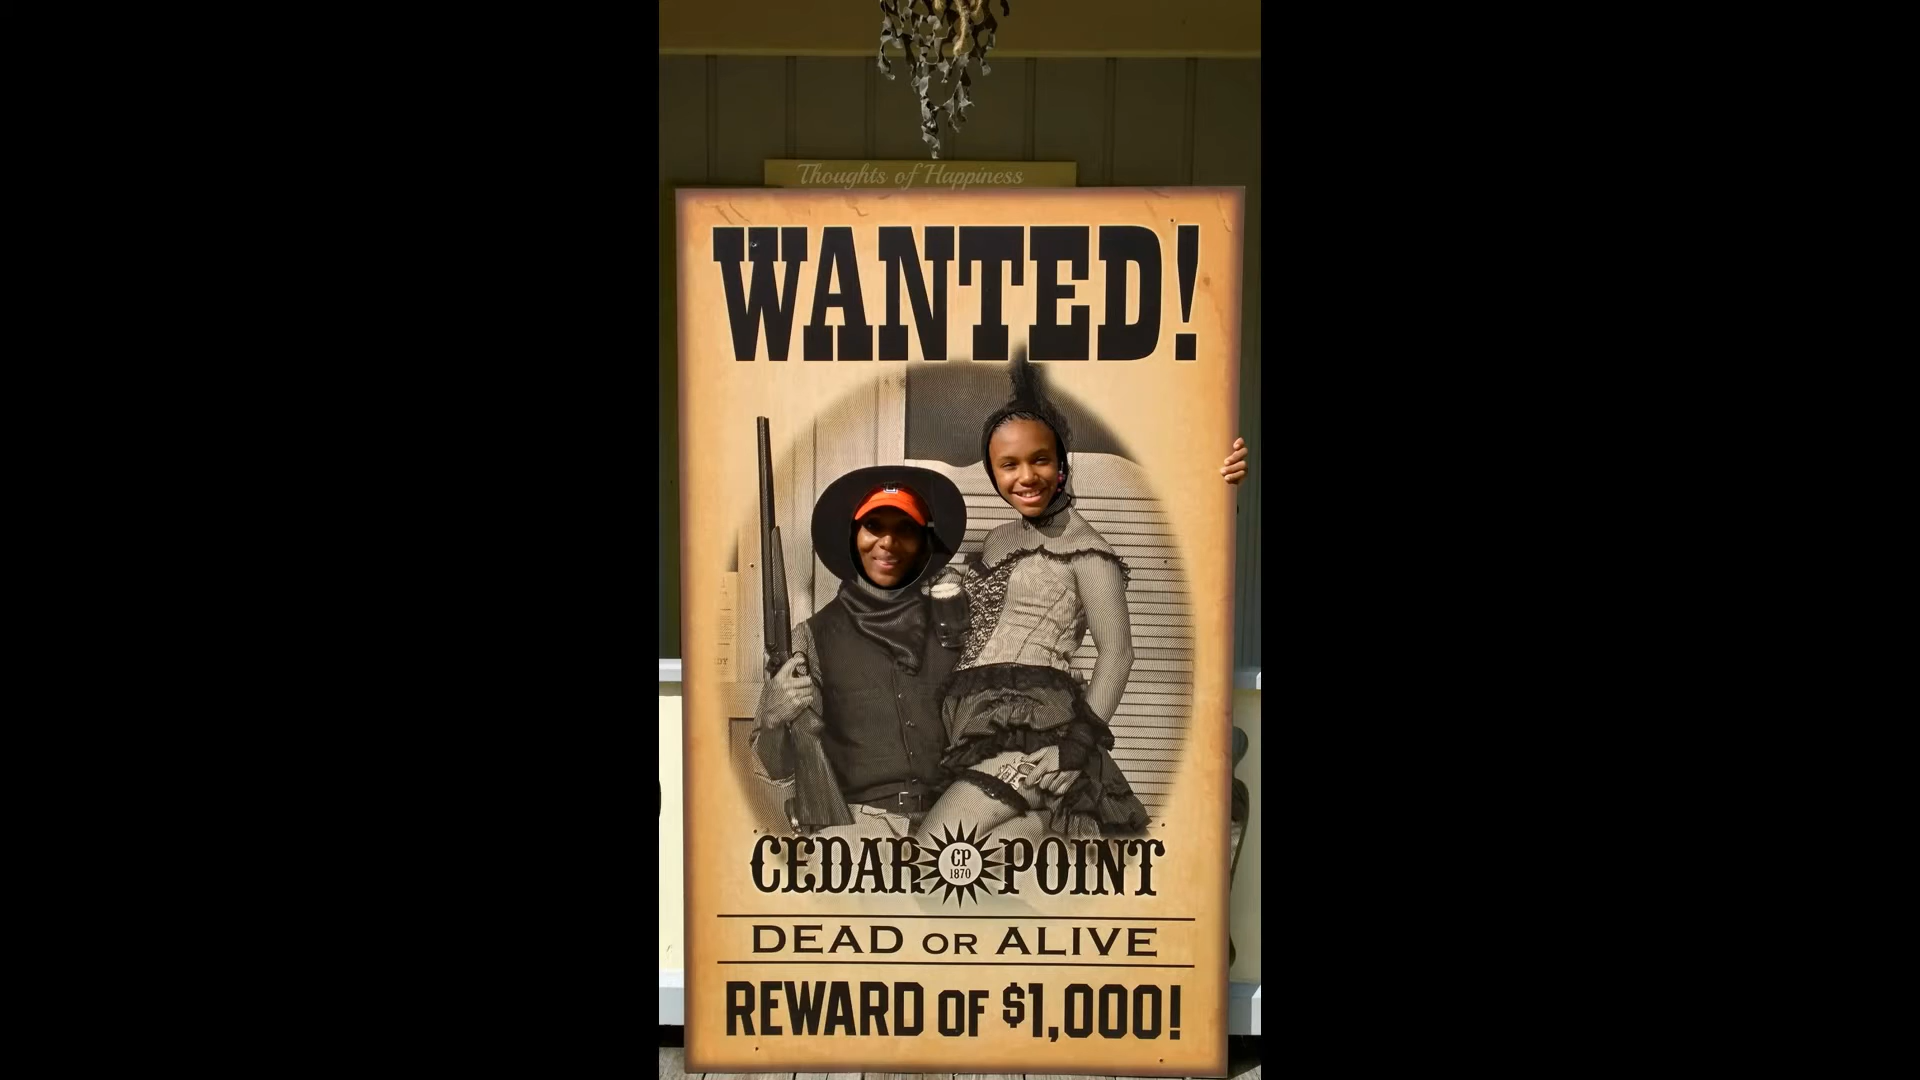 Thoughts of Happiness
WANTED!
CEDAR POINT
CP
1870
DEAD OR ALIVE
REWARD OF $1,000!